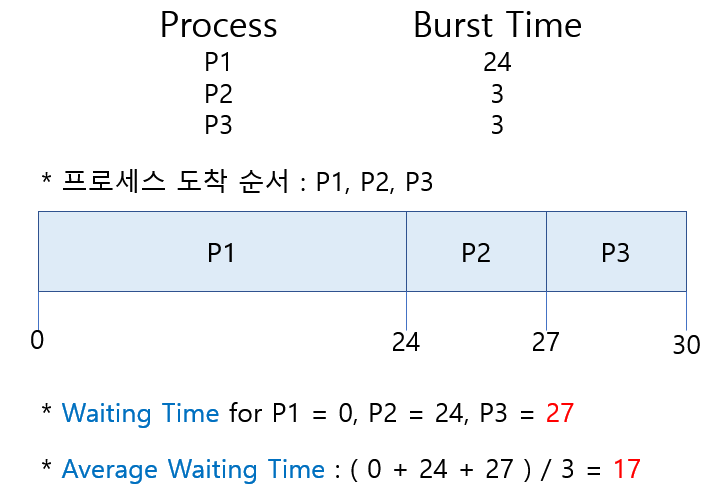 Process Burst Time
P1 24
P2 3
P3 3
* 프로세스 도착 순서 : P1, P2, P3
P1 P2 P3
0 24 27 30
* Waiting Time for P1 = 0, P2 = 24, P3 = 27
* Average Waiting Time : ( 0 + 24 + 27 ) / 3 = 17